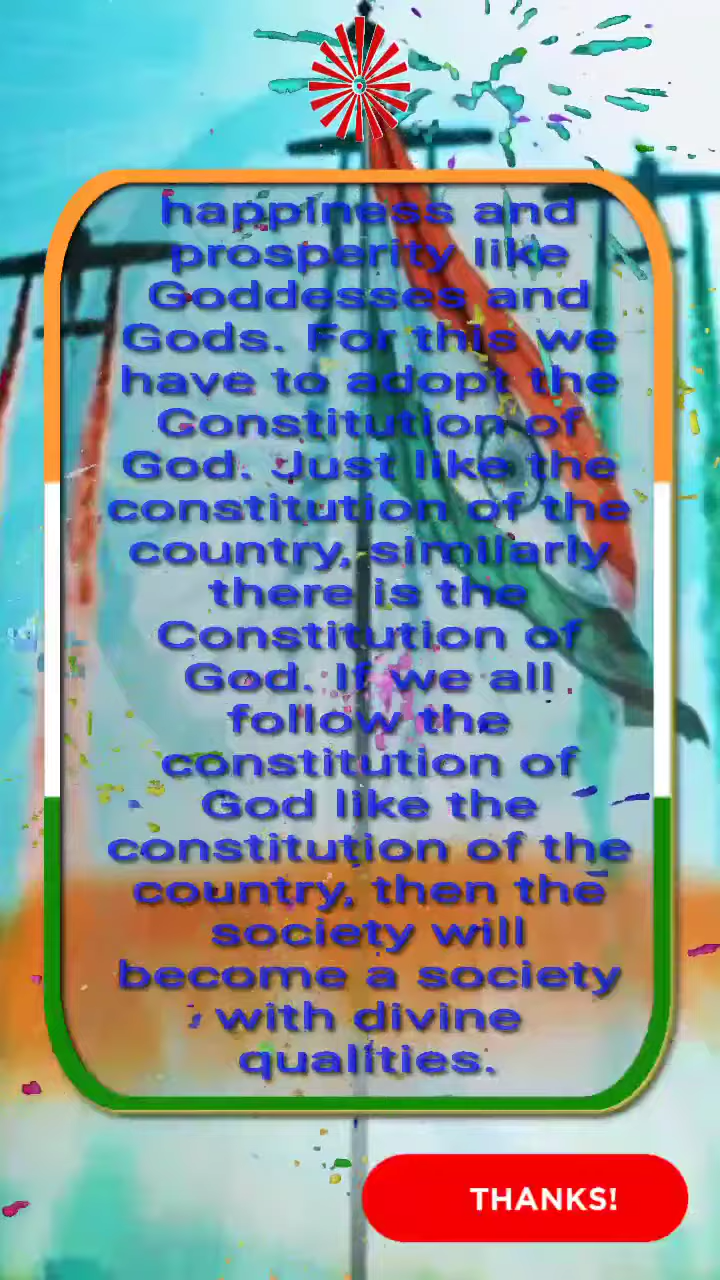 happiness and
prosperity like
Goddesses and
Gods. For this we
have to adopt the
Constitution of
God. Just like the
constitution of the
country, similarly
there is the
Constitution of
God. If we all
follow the
constitution of
God like the
constitution of the
country, then the
society will
become a society
with divine
qualities.
THANKS!